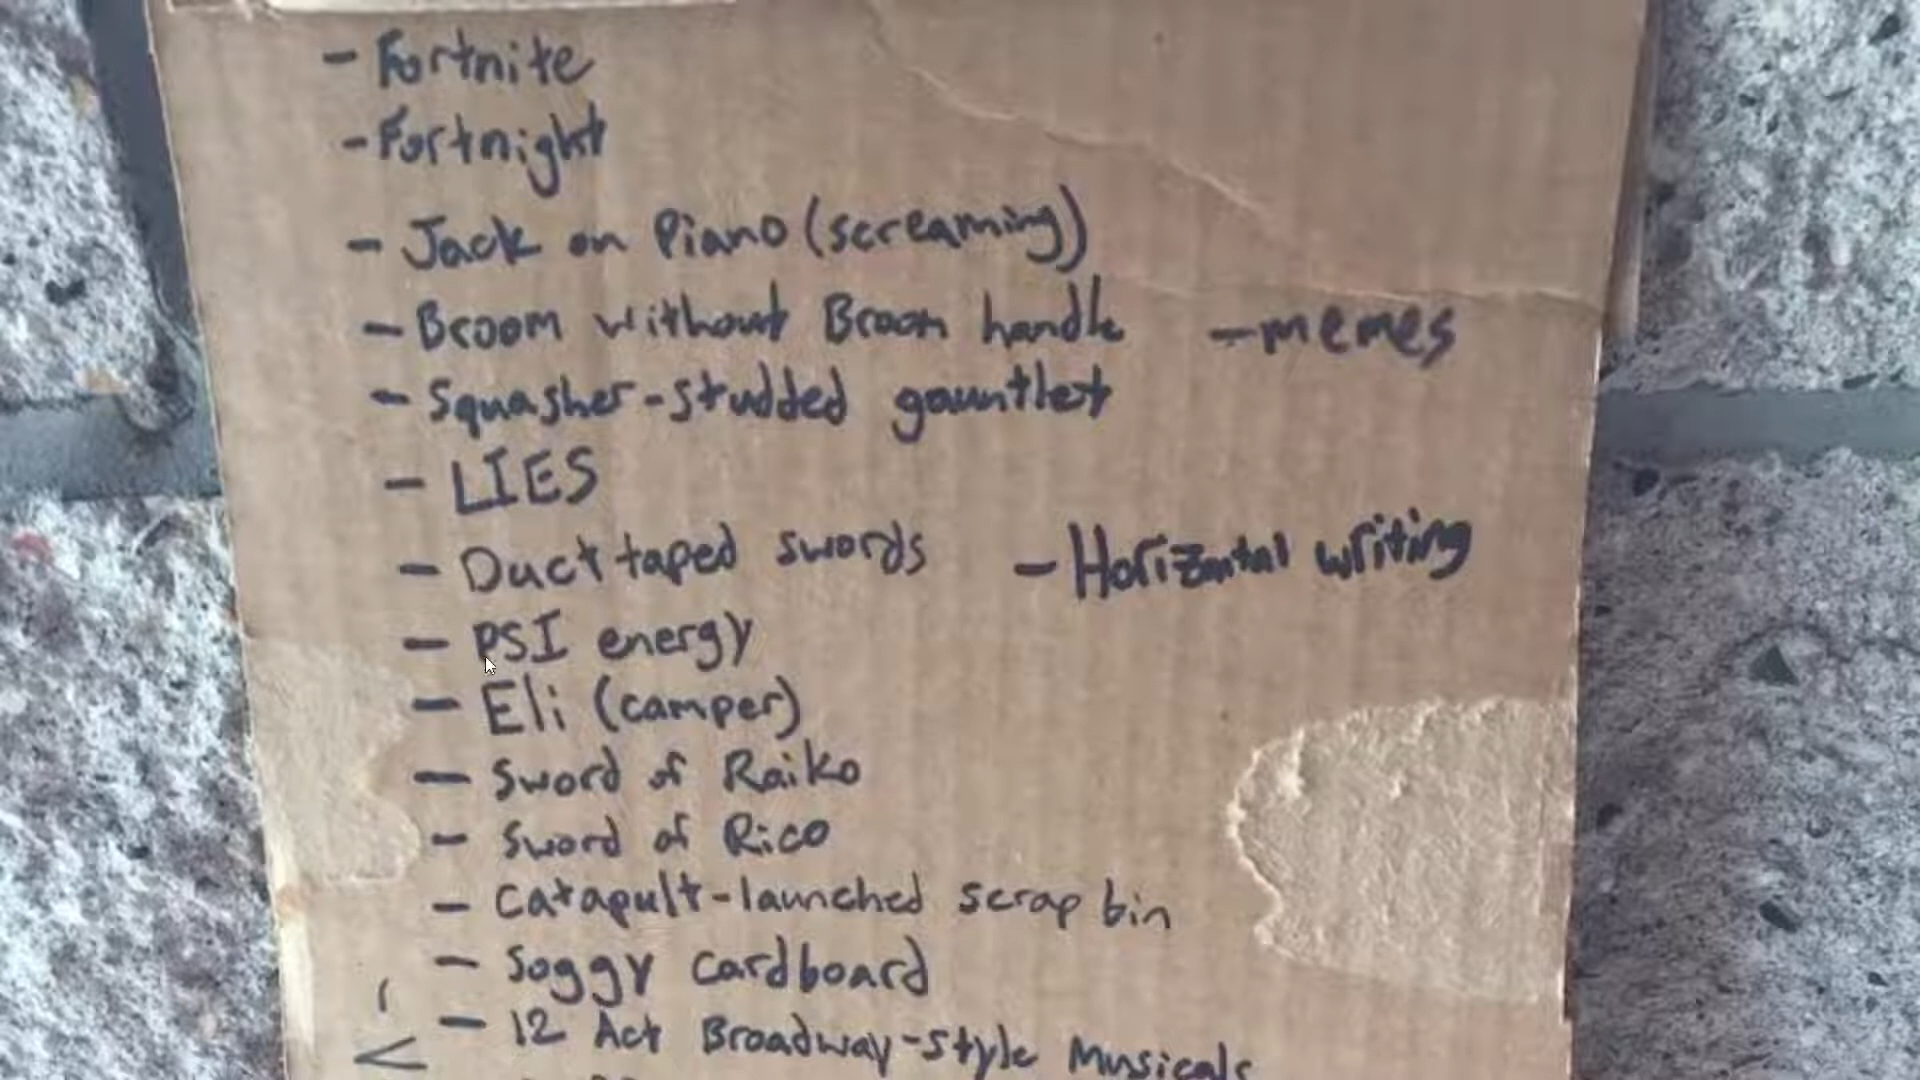 - Fortnite
- Fortnight
- Jack on Piano (screaming)
- Broom without Broom handle - memes
- Squasher-studded gauntlet
- LIES
- Duct taped swords - Horizontal writing
- PSI energy
- Eli (camper)
- Sword of Raiko
- Sword of Rico
- Catapult-launched scrap bin
- Soggy cardboard
- 12 Act Broadway-style Musicals